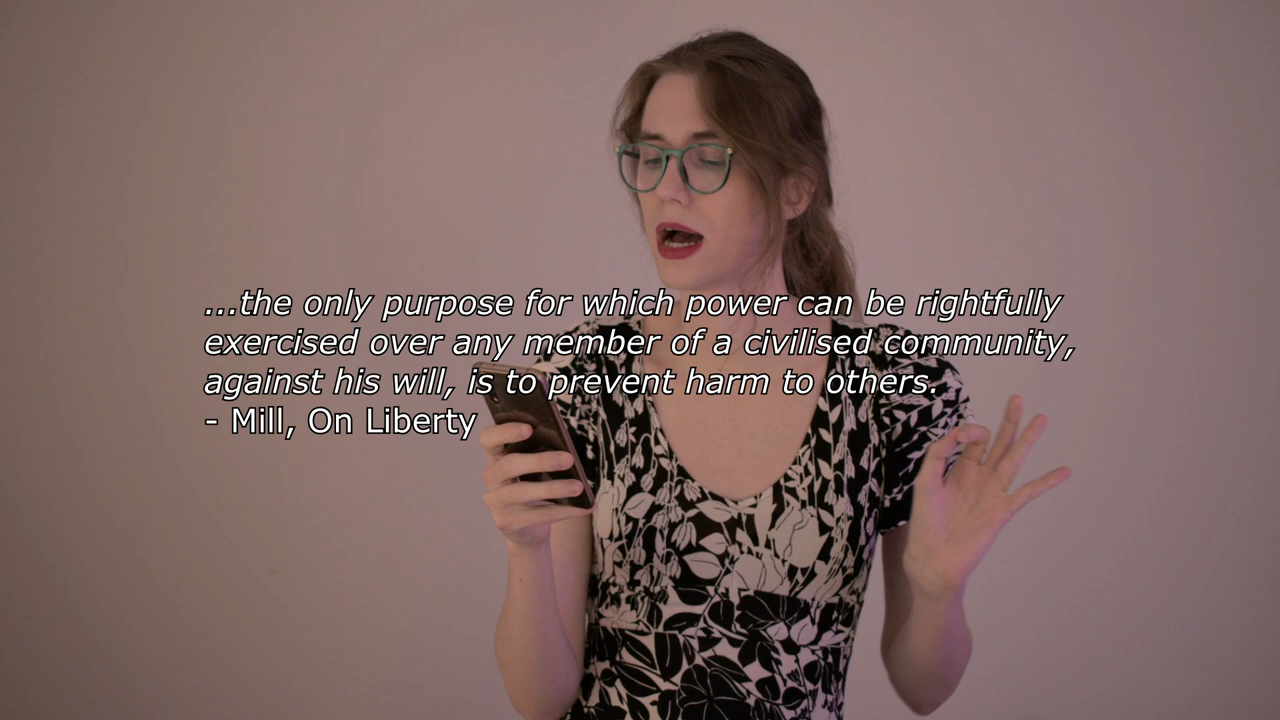 ...the only purpose for which power can be rightfully
exercised over any member of a civilised community,
against his will, is to prevent harm to others.
- Mill, On Liberty